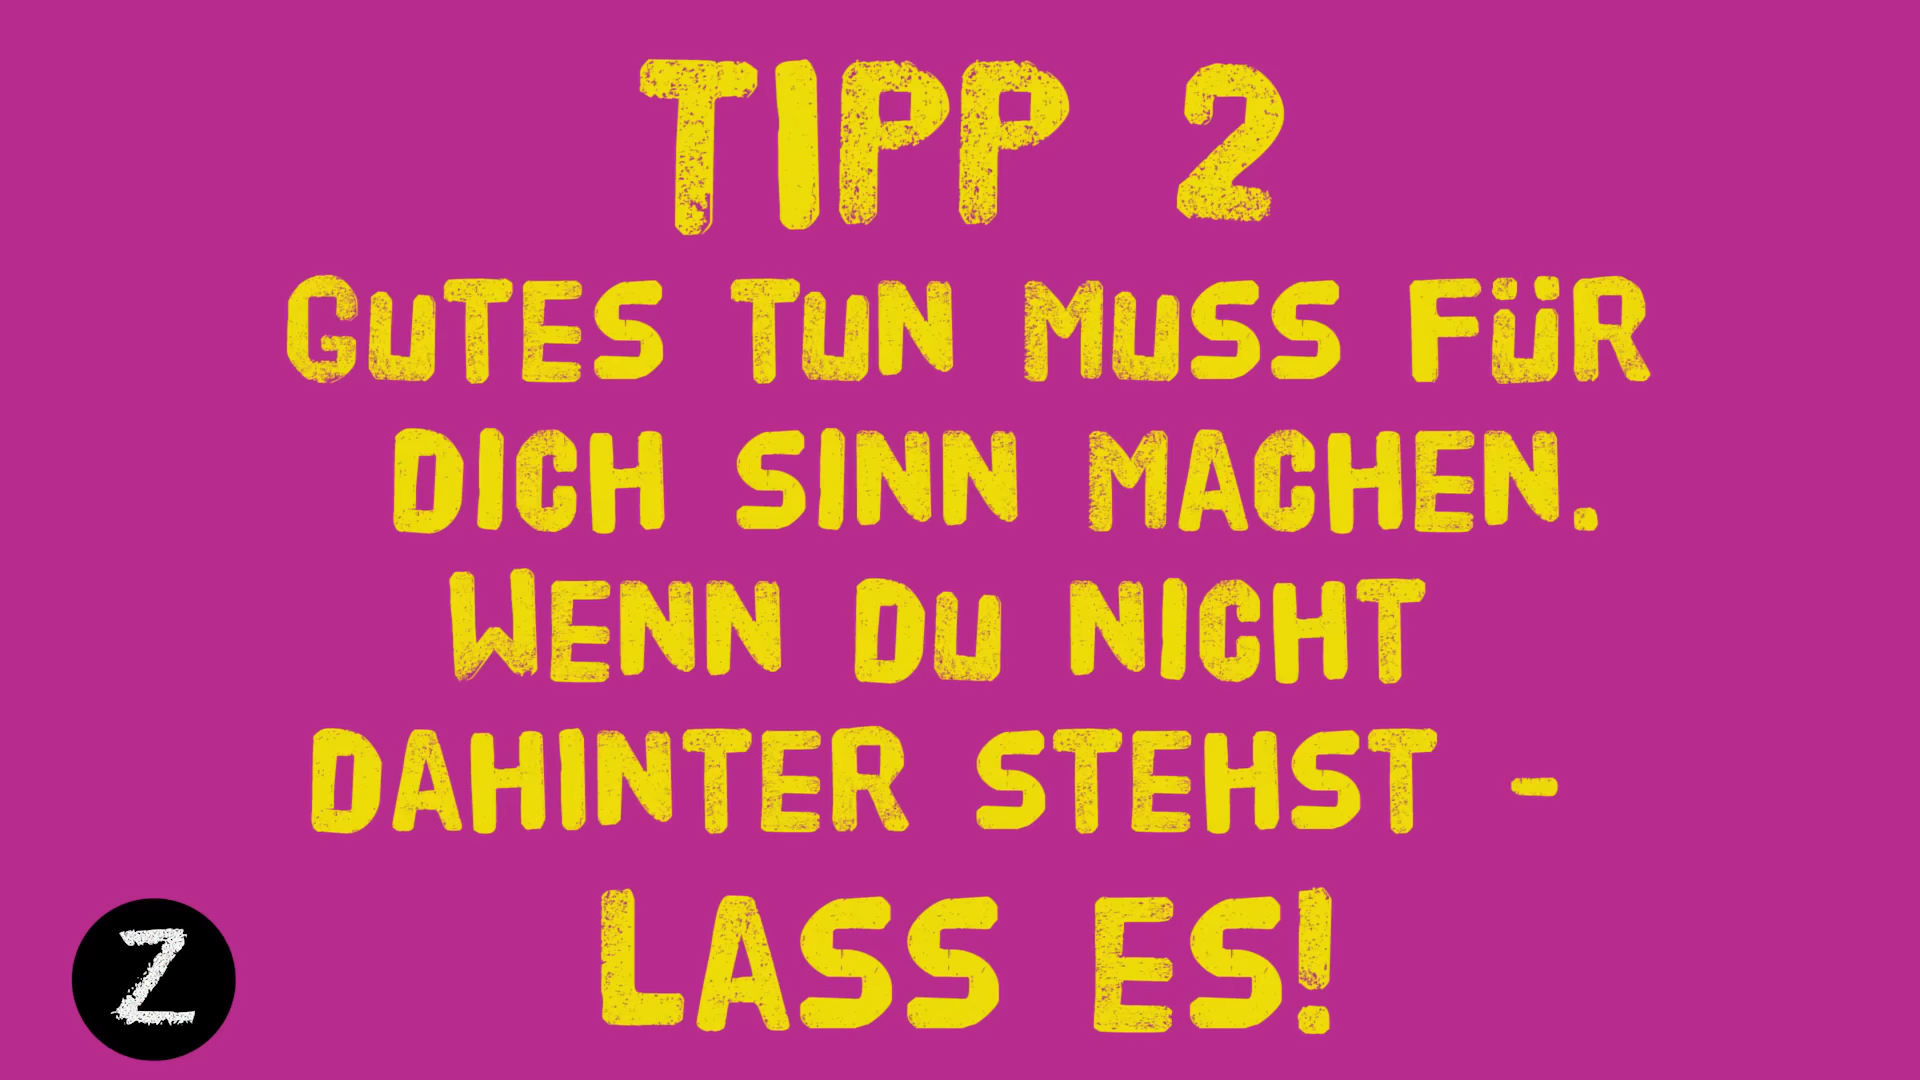 TIPP 2
GUTES TUN MUSS FÜR
DICH SINN MACHEN.
WENN DU NICHT
DAHINTER STEHST -
LASS ES!
Z